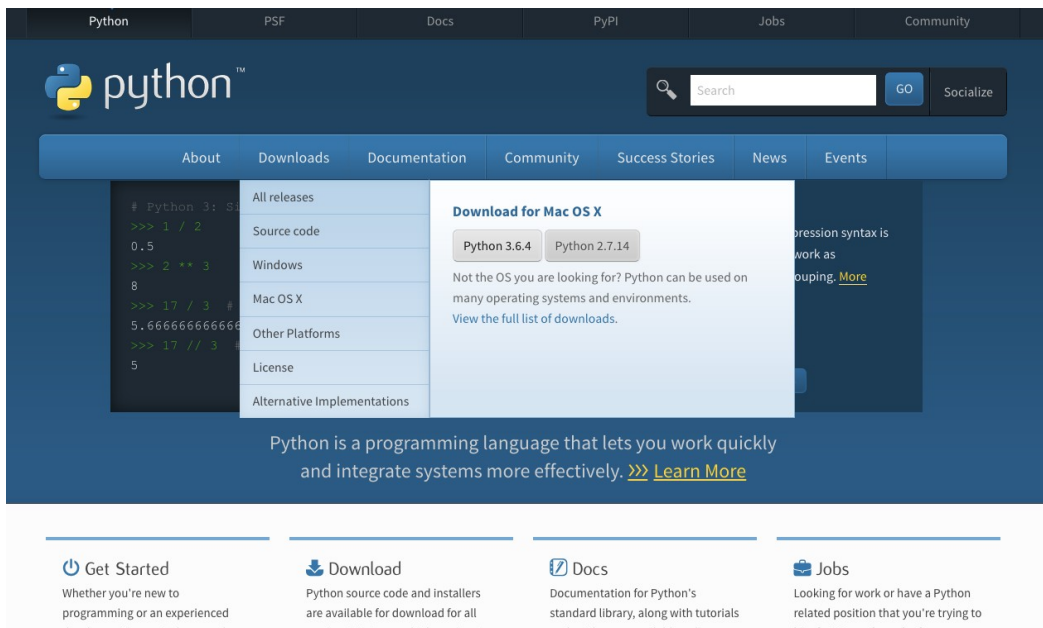 Python PSF Docs PyPI Jobs Community
python™
Search GO Socialize
About Downloads Documentation Community Success Stories News Events
# Python 3:
>>> 1 / 2
0.5
>>> 2 ** 3
8
>>> 17 / 3 #
5.666666666666
>>> 17 // 3 #
5
All releases
Source code
Windows
Mac OS X
Other Platforms
License
Alternative Implementations
Download for Mac OS X
Python 3.6.4 Python 2.7.14
Not the OS you are looking for? Python can be used on
many operating systems and environments.
View the full list of downloads.
syntax is
work as
More
Python is a programming language that lets you work quickly
and integrate systems more effectively. >>> Learn More
Get Started
Whether you're new to
programming or an experienced
Download
Python source code and installers
are available for download for all
Docs
Documentation for Python's
standard library, along with tutorials
Jobs
Looking for work or have a Python
related position that you're trying to